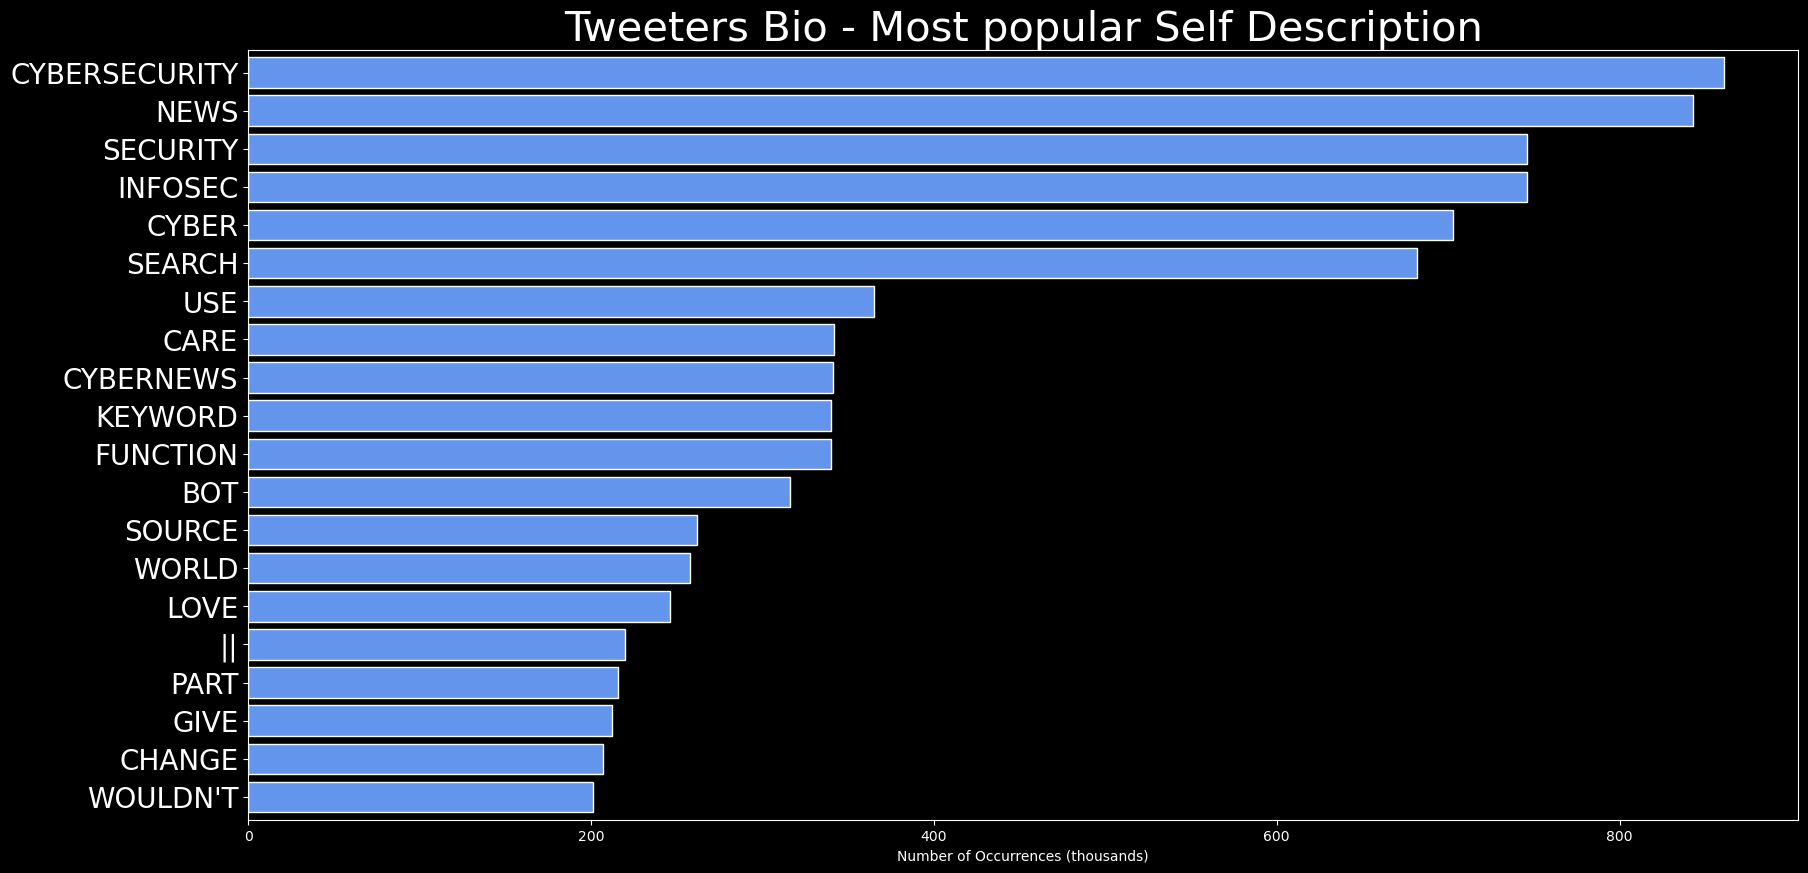 Tweeters Bio - Most popular Self Description
CYBERSECURITY
NEWS
SECURITY
INFOSEC
CYBER
SEARCH
USE
CARE
CYBERNEWS
KEYWORD
FUNCTION
BOT
SOURCE
WORLD
LOVE
||
PART
GIVE
CHANGE
WOULDN'T
0 200 400 600 800
Number of Occurrences (thousands)